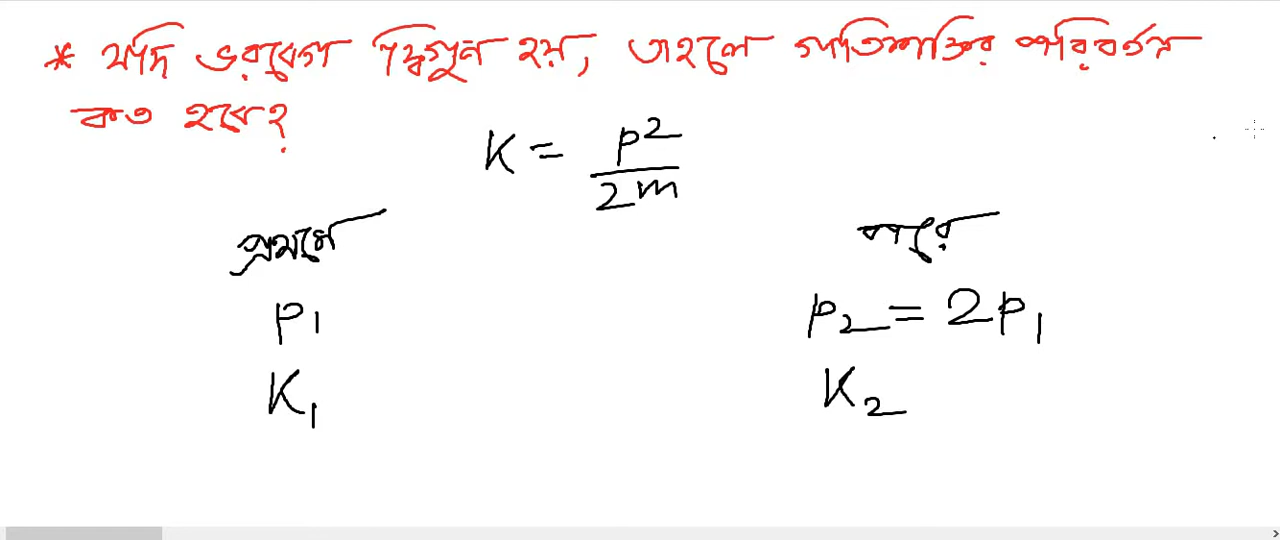 * যদি ভরবেগ দ্বিগুন হয়, তাহলে গতিশক্তির পরিবর্তন
কত হবে?
K = p²/2m
প্রথমে পরে
p₁ p₂ = 2p₁
K₁ K₂